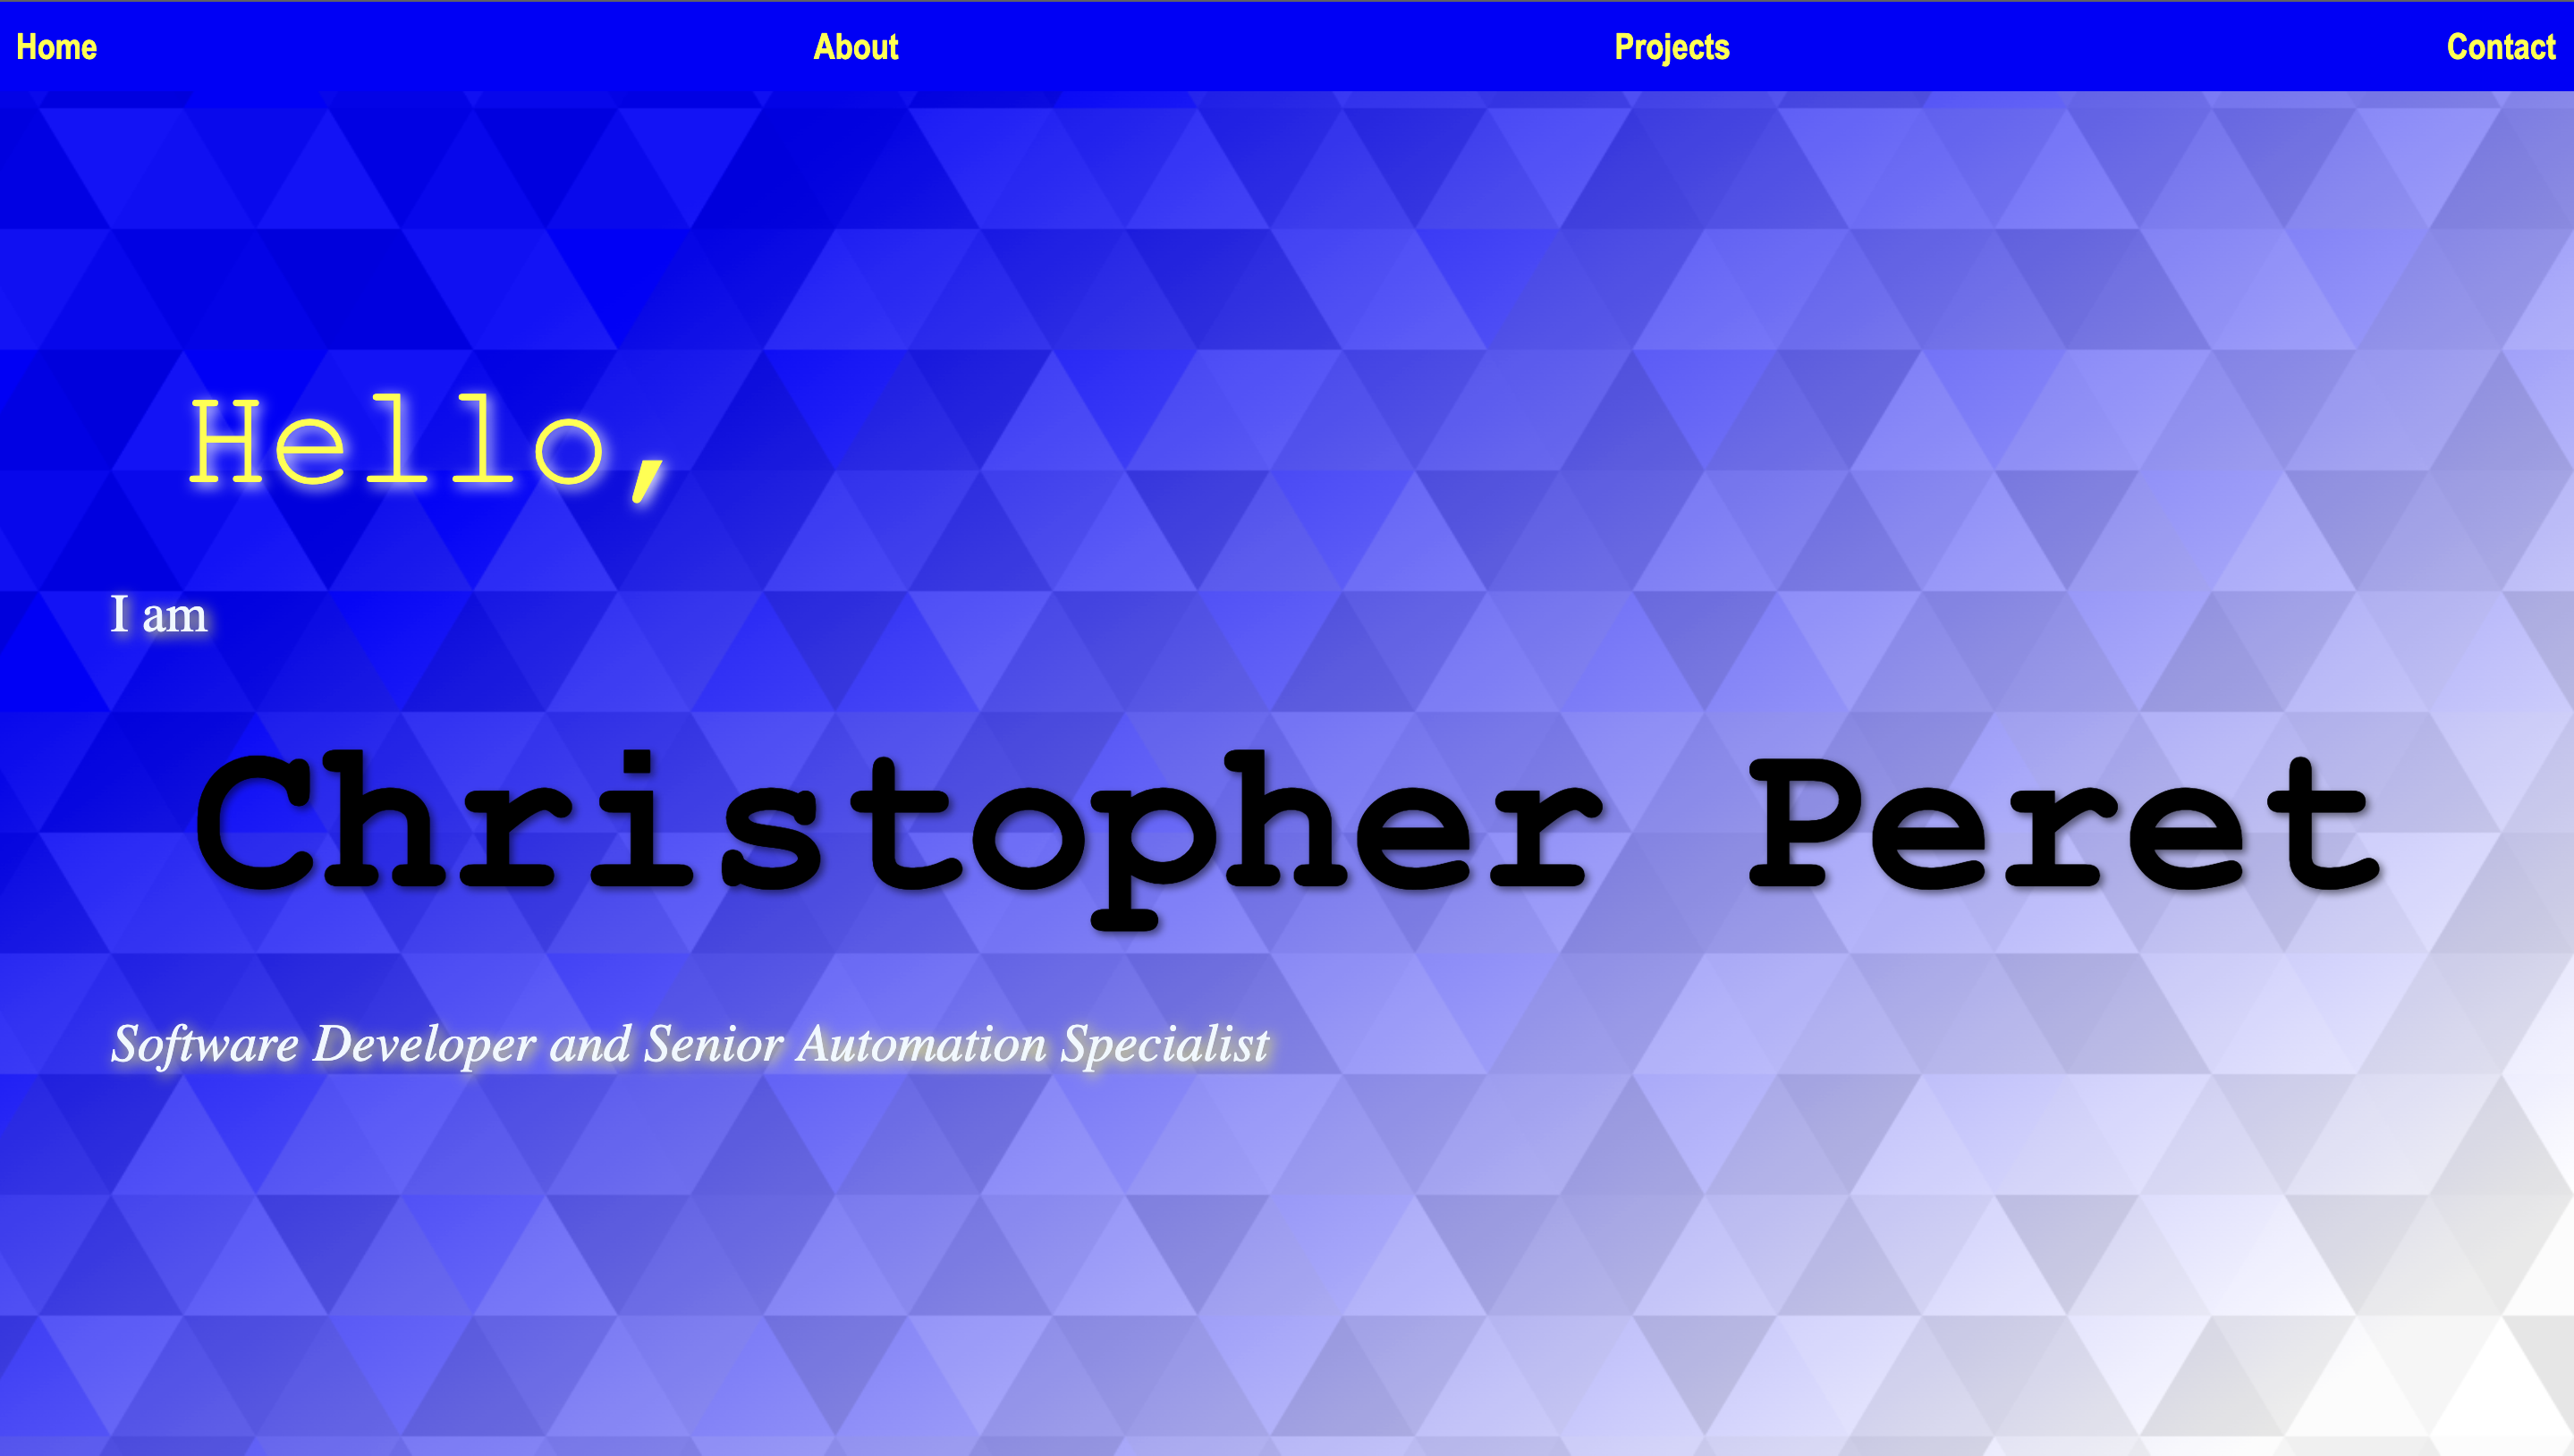 Home About Projects Contact
Hello,
I am
Christopher Peret
Software Developer and Senior Automation Specialist